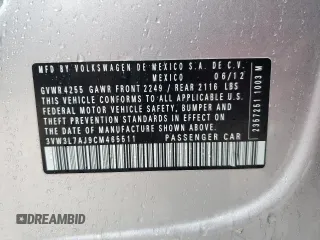 MFD. BY VOLKSWAGEN DE MEXICO S.A. DE C.V.
MEXICO 06/12
GVWR 4255 GAWR FRONT 2249 / REAR 2116 LBS
THIS VEHICLE CONFORMS TO ALL APPLICABLE U.S.
FEDERAL MOTOR VEHICLE SAFETY, BUMPER AND
THEFT PREVENTION STANDARDS IN EFFECT ON THE
DATE OF MANUFACTURE SHOWN ABOVE.
3VW3L7AJ9CM465611 PASSENGER CAR
2357251 1003 M
DREAMBID